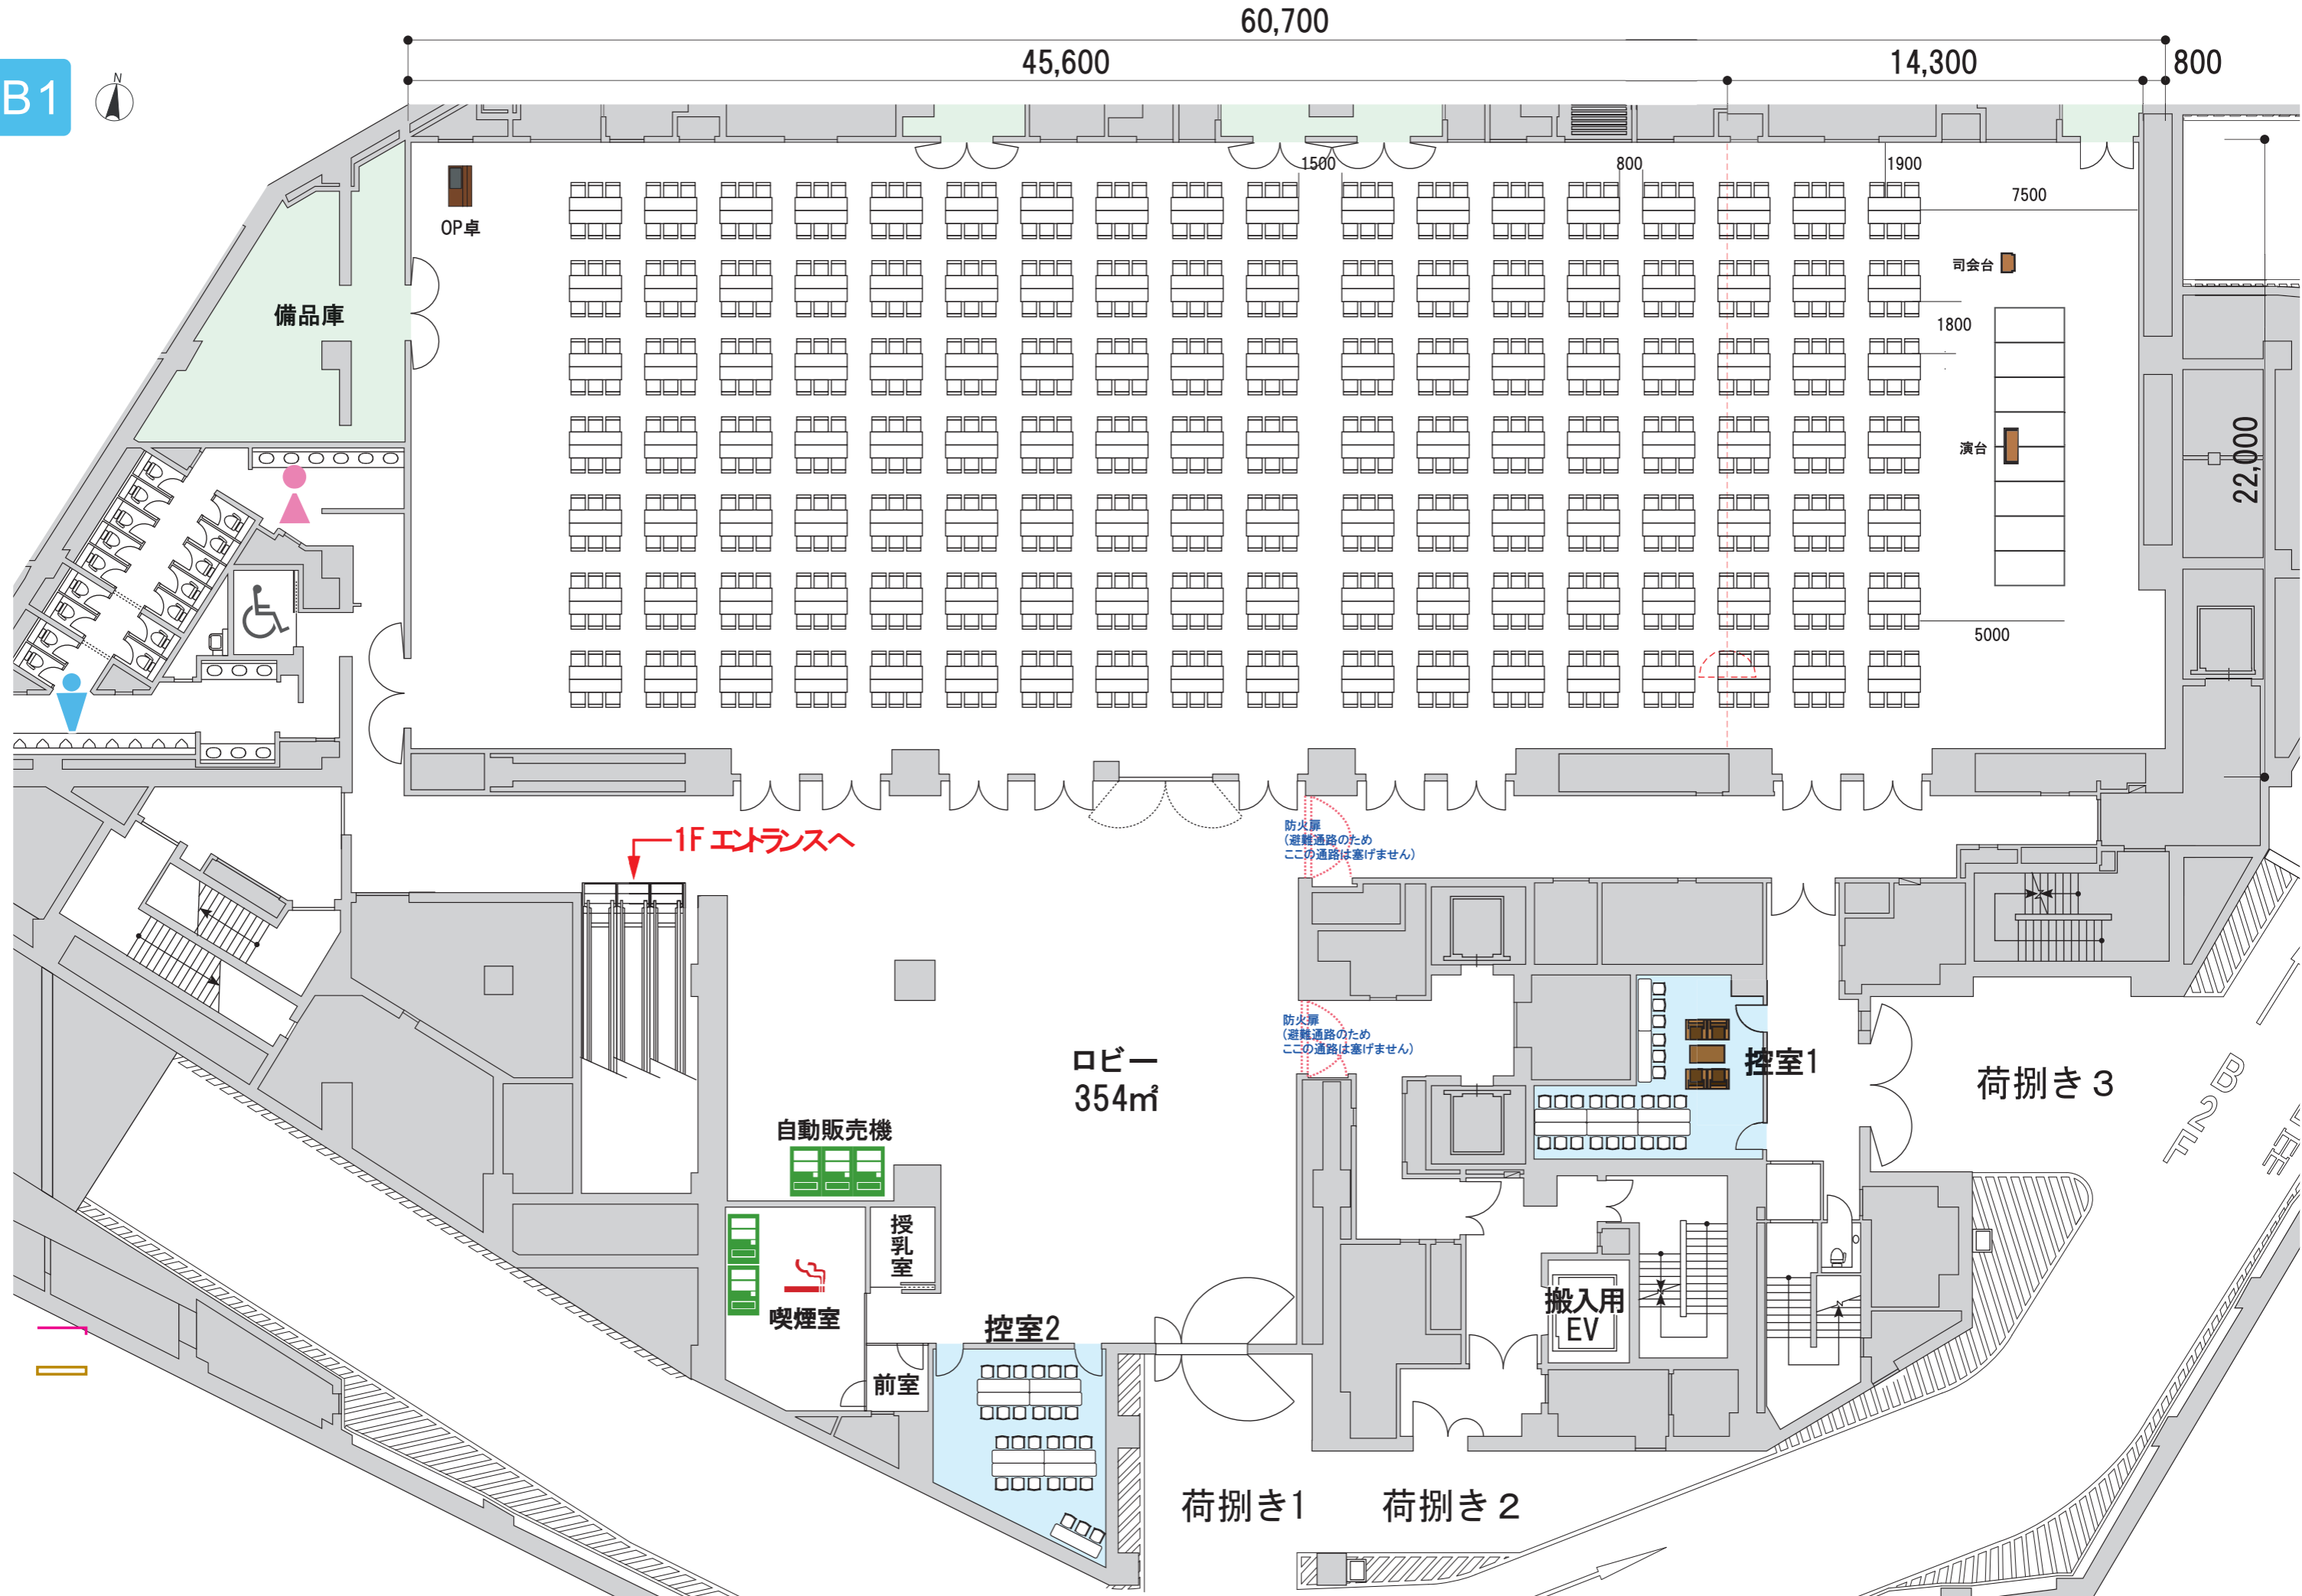 60,700
45,600
14,300
800
B1
N
1500
800
1900
7500
OP卓
司会台
備品庫
1800
演台
22,000
5000
1F エントランスへ
防火扉
(避難通路のため
ここの通路は塞げません)
防火扉
(避難通路のため
ここの通路は塞げません)
ロビー
354㎡
控室1
荷捌き3
B2F
自動販売機
授乳室
喫煙室
控室2
前室
搬入用
EV
荷捌き1
荷捌き2